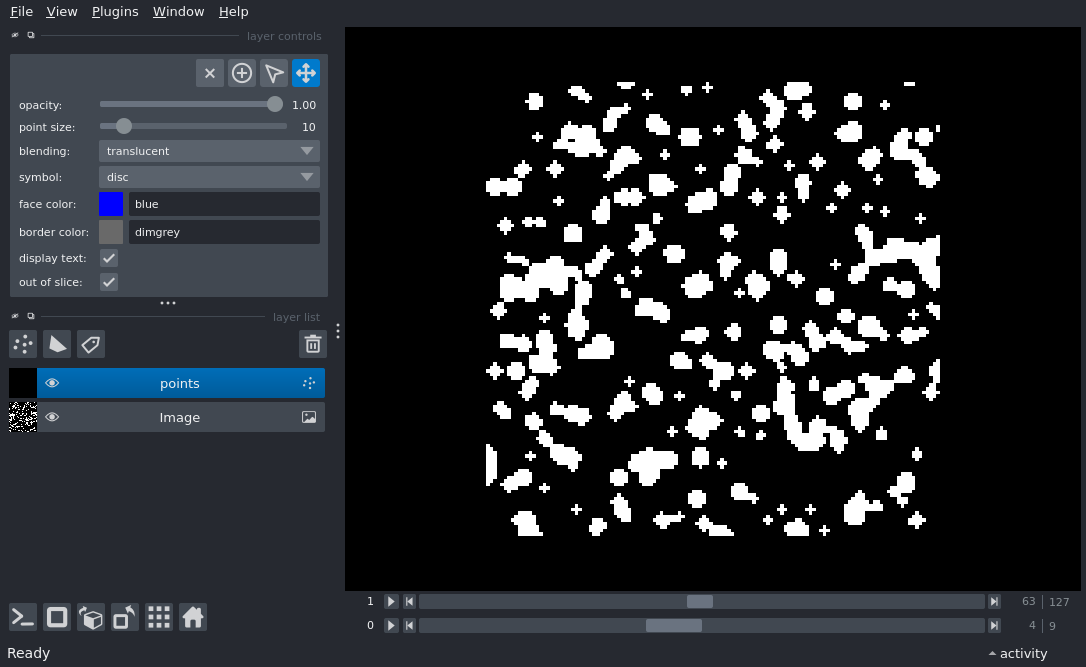 File View Plugins Window Help
layer controls
opacity: 1.00
point size: 10
blending: translucent
symbol: disc
face color: blue
border color: dimgrey
display text:
out of slice:
layer list
points
Image
1 63 127
0 4 9
Ready activity